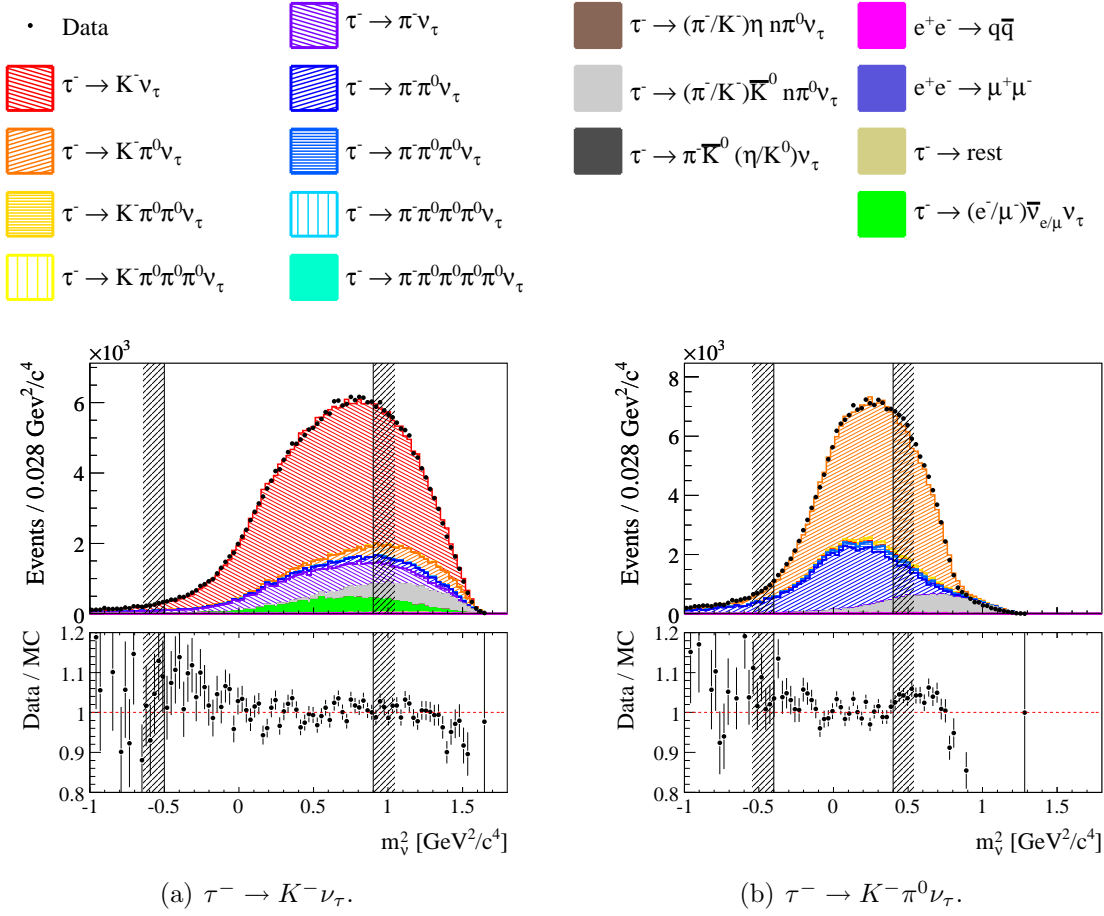 Data
τ⁻ → K⁻ν_τ
τ⁻ → K⁻π⁰ν_τ
τ⁻ → K⁻π⁰π⁰ν_τ
τ⁻ → K⁻π⁰π⁰π⁰ν_τ
τ⁻ → π⁻ν_τ
τ⁻ → π⁻π⁰ν_τ
τ⁻ → π⁻π⁰π⁰ν_τ
τ⁻ → π⁻π⁰π⁰π⁰ν_τ
τ⁻ → π⁻π⁰π⁰π⁰π⁰ν_τ
τ⁻ → (π⁻/K⁻)η nπ⁰ν_τ
τ⁻ → (π⁻/K⁻)K̅⁰ nπ⁰ν_τ
τ⁻ → π⁻K̅⁰ (η/K⁰)ν_τ
e⁺e⁻ → qq̅
e⁺e⁻ → μ⁺μ⁻
τ⁻ → rest
τ⁻ → (e⁻/μ⁻)ν̅_{e/μ}ν_τ
×10³
Events / 0.028 GeV²/c⁴
6
4
2
0
Data / MC
1.2
1.1
1
0.9
0.8
-1 -0.5 0 0.5 1 1.5
m²_ν [GeV²/c⁴]
(a) τ⁻ → K⁻ν_τ.
×10³
Events / 0.028 GeV²/c⁴
8
6
4
2
0
Data / MC
1.2
1.1
1
0.9
0.8
-1 -0.5 0 0.5 1 1.5
m²_ν [GeV²/c⁴]
(b) τ⁻ → K⁻π⁰ν_τ.